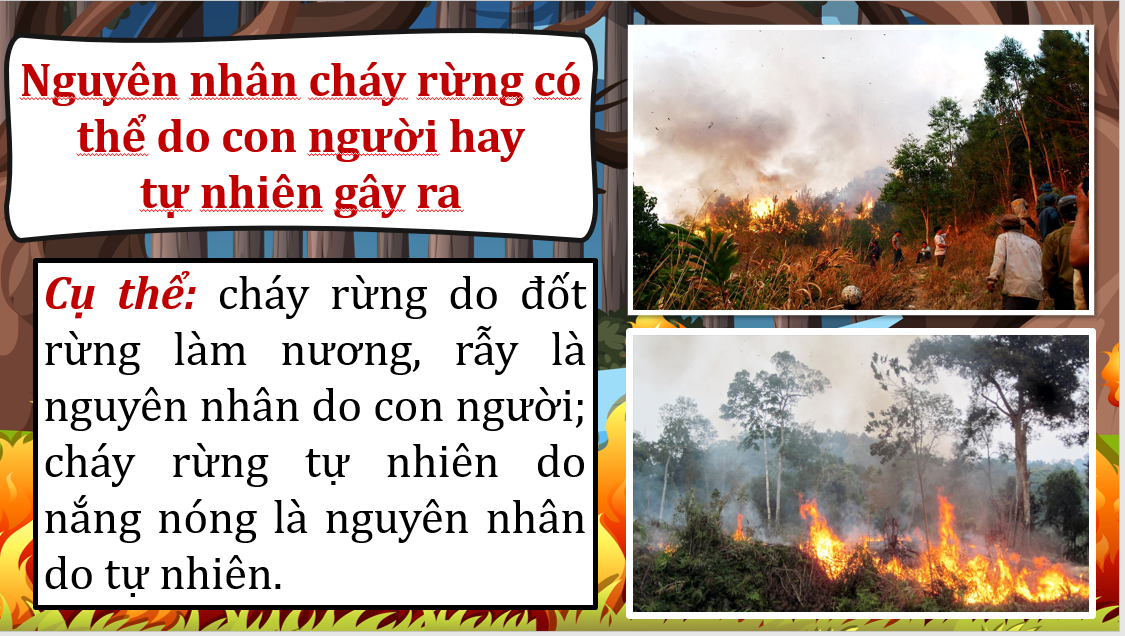 Nguyên nhân cháy rừng có
thể do con người hay
tự nhiên gây ra
Cụ thể: cháy rừng do đốt
rừng làm nương, rẫy là
nguyên nhân do con người;
cháy rừng tự nhiên do
nắng nóng là nguyên nhân
do tự nhiên.